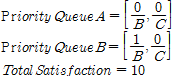 Priority Queue A = [0/B, 0/C]
Priority Queue B = [1/B, 0/C]
Total Satisfaction = 10